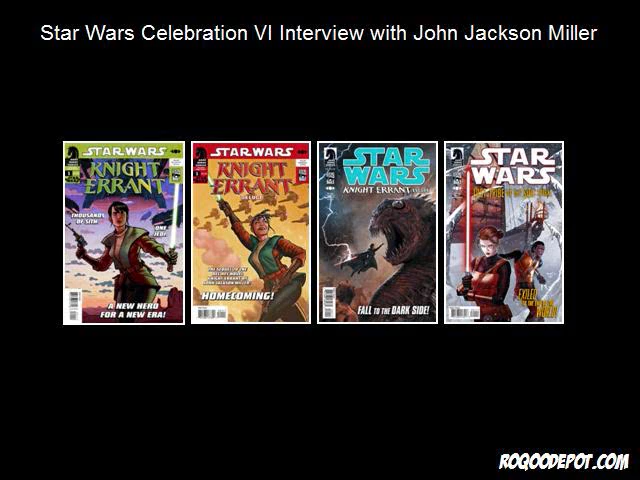 Star Wars Celebration VI Interview with John Jackson Miller
STAR WARS
KNIGHT
ERRANT
THOUSANDS
OF SITH...
ONE
JEDI!
A NEW HERO
FOR A NEW ERA!
STAR WARS
KNIGHT
ERRANT
DELUGE
HOMECOMING!
STAR
WARS
KNIGHT ERRANT
FALL TO THE DARK SIDE!
STAR
WARS
EXILED
ROQOODEPOT.COM